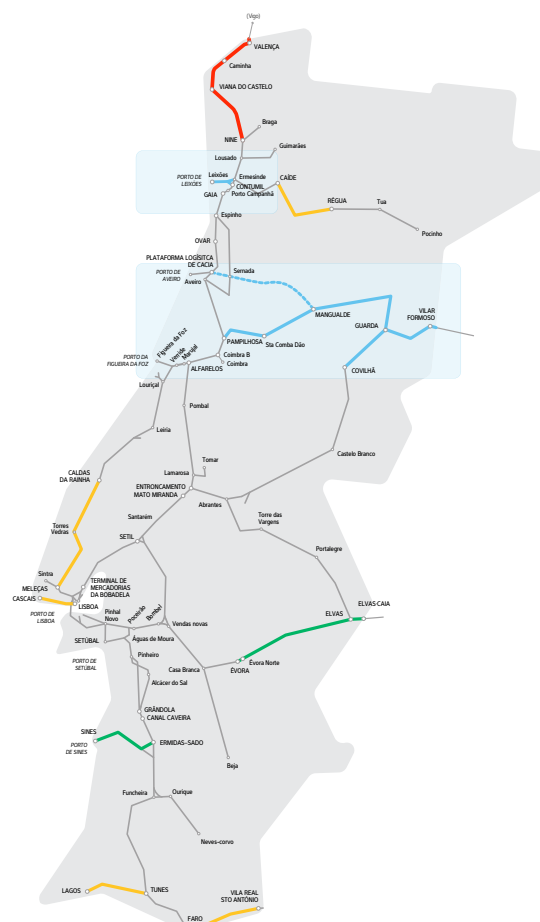 (Vigo)
VALENÇA
Caminha
VIANA DO CASTELO
Braga
NINE
Guimarães
Lousado
PORTO DE
LEIXÕES
Leixões
Ermesinde
CAÍDE
CONTUMIL
GAIA
Porto Campanhã
RÉGUA
Tua
Espinho
Pocinho
OVAR
PLATAFORMA LOGÍSITCA
DE CACIA
PORTO DE
AVEIRO
Sernada
Aveiro
MANGUALDE
VILAR
FORMOSO
GUARDA
Figueira da Foz
Verride
Marujal
PAMPILHOSA
Sta Comba Dão
PORTO DA
FIGUEIRA DA FOZ
Coimbra B
Coimbra
ALFARELOS
COVILHÃ
Louriçal
Pombal
Leiria
Castelo Branco
Tomar
CALDAS
DA RAINHA
Lamarosa
ENTRONCAMENTO
MATO MIRANDA
Abrantes
Santarém
Torre das
Vargens
Torres
Vedras
SETIL
Portalegre
Sintra
MELEÇAS
CASCAIS
TERMINAL DE
MERCADORIAS
DA BOBADELA
LISBOA
ELVAS-CAIA
ELVAS
PORTO DE
LISBOA
Pinhal
Novo
Poceirão
Bombel
Vendas novas
SETÚBAL
Águas de Moura
PORTO DE
SETÚBAL
Pinheiro
Casa Branca
Évora Norte
ÉVORA
Alcácer do Sal
GRÂNDOLA
CANAL CAVEIRA
SINES
PORTO
DE SINES
ERMIDAS-SADO
Beja
Funcheira
Ourique
Neves-corvo
LAGOS
TUNES
VILA REAL
STO ANTÓNIO
FARO